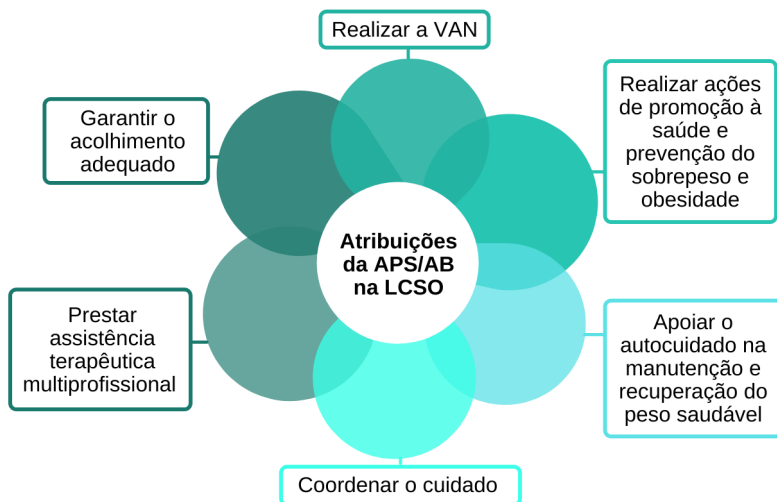 Realizar a VAN
Realizar ações
de promoção à
saúde e
prevenção do
sobrepeso e
obesidade
Apoiar o
autocuidado na
manutenção e
recuperação do
peso saudável
Coordenar o cuidado
Prestar
assistência
terapêutica
multiprofissional
Garantir o
acolhimento
adequado
Atribuições
da APS/AB
na LCSO